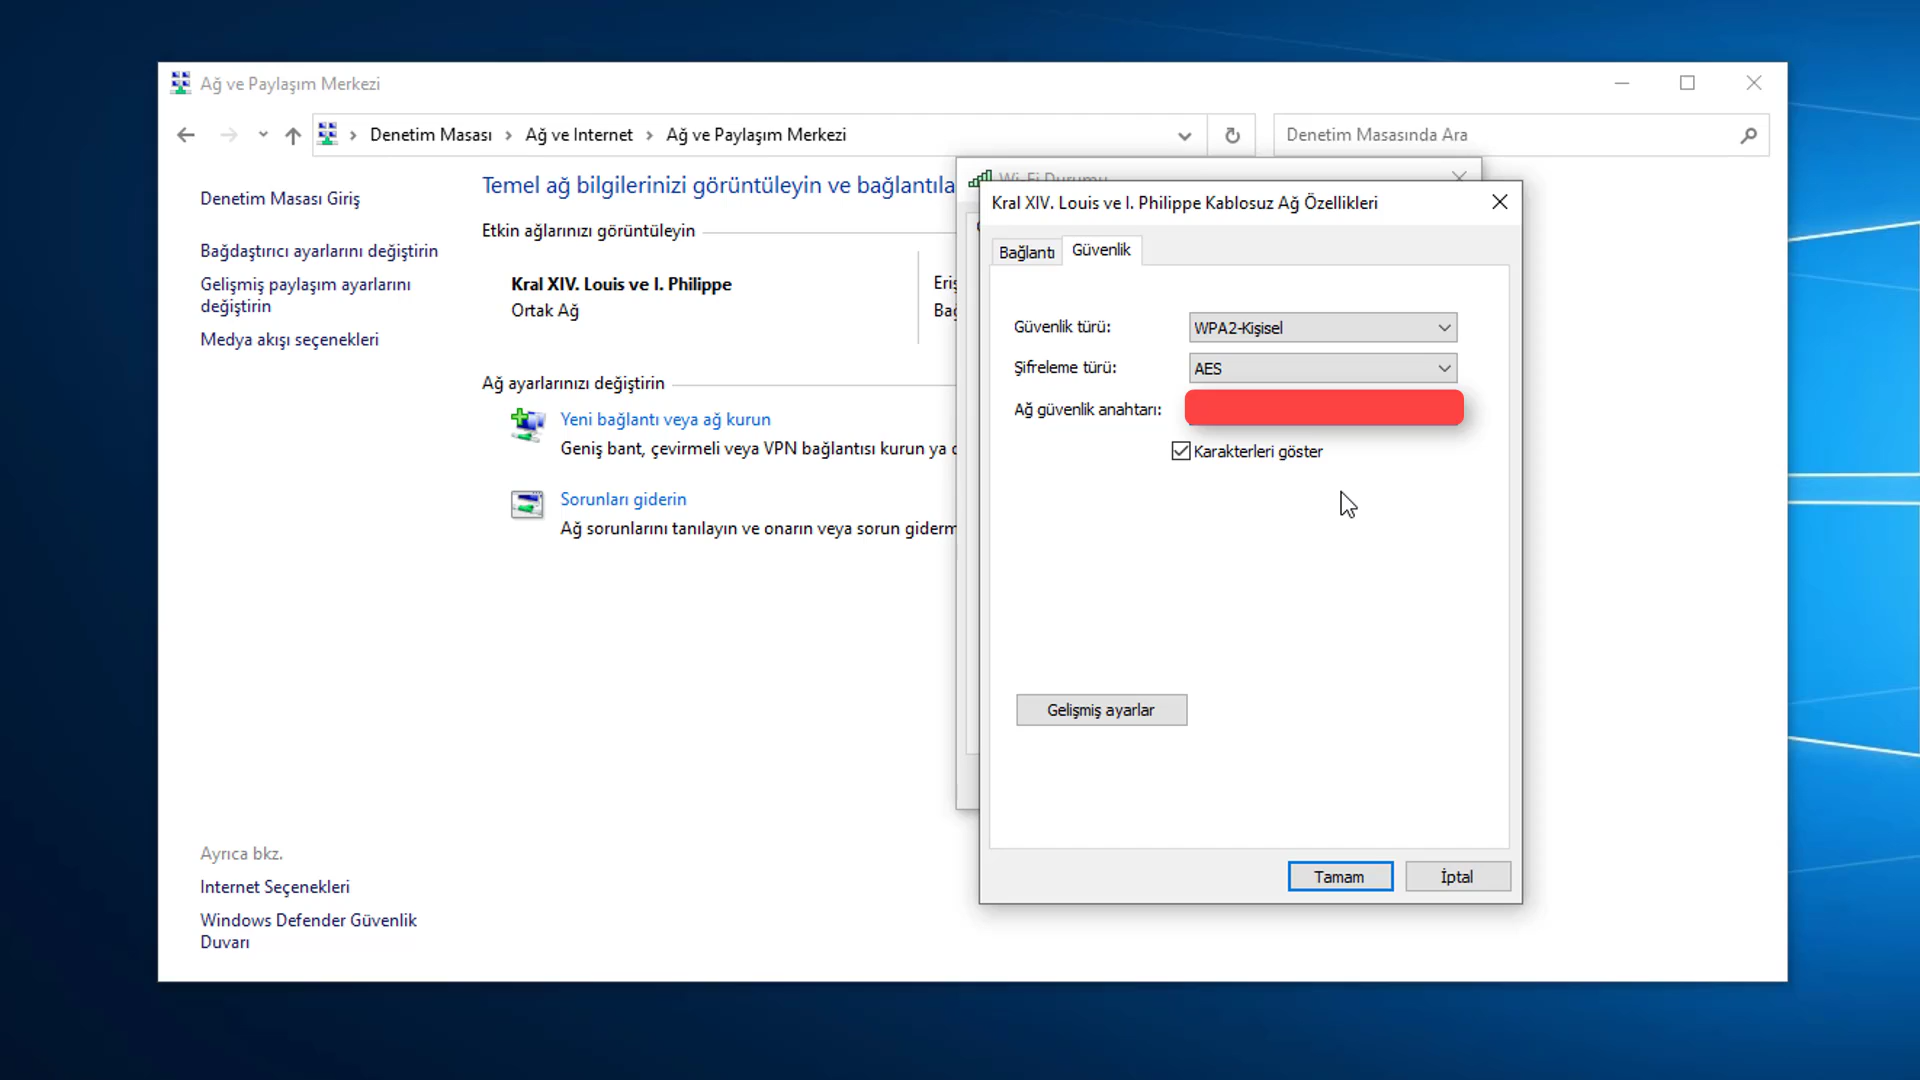 Ağ ve Paylaşım Merkezi
Denetim Masası
Ağ ve Internet
Ağ ve Paylaşım Merkezi
Denetim Masasında Ara
Denetim Masası Giriş
Bağdaştırıcı ayarlarını değiştirin
Gelişmiş paylaşım ayarlarını
değiştirin
Medya akışı seçenekleri
Temel ağ bilgilerinizi görüntüleyin ve bağlantıla
Etkin ağlarınızı görüntüleyin
Kral XIV. Louis ve I. Philippe
Ortak Ağ
Ağ ayarlarınızı değiştirin
Yeni bağlantı veya ağ kurun
Geniş bant, çevirmeli veya VPN bağlantısı kurun ya
Sorunları giderin
Ağ sorunlarını tanılayın ve onarın veya sorun giderm
Wi-Fi Durumu
Kral XIV. Louis ve I. Philippe Kablosuz Ağ Özellikleri
Bağlantı
Güvenlik
Güvenlik türü:
WPA2-Kişisel
Şifreleme türü:
AES
Ağ güvenlik anahtarı:
Karakterleri göster
Gelişmiş ayarlar
Tamam
İptal
Ayrıca bkz.
Internet Seçenekleri
Windows Defender Güvenlik
Duvarı